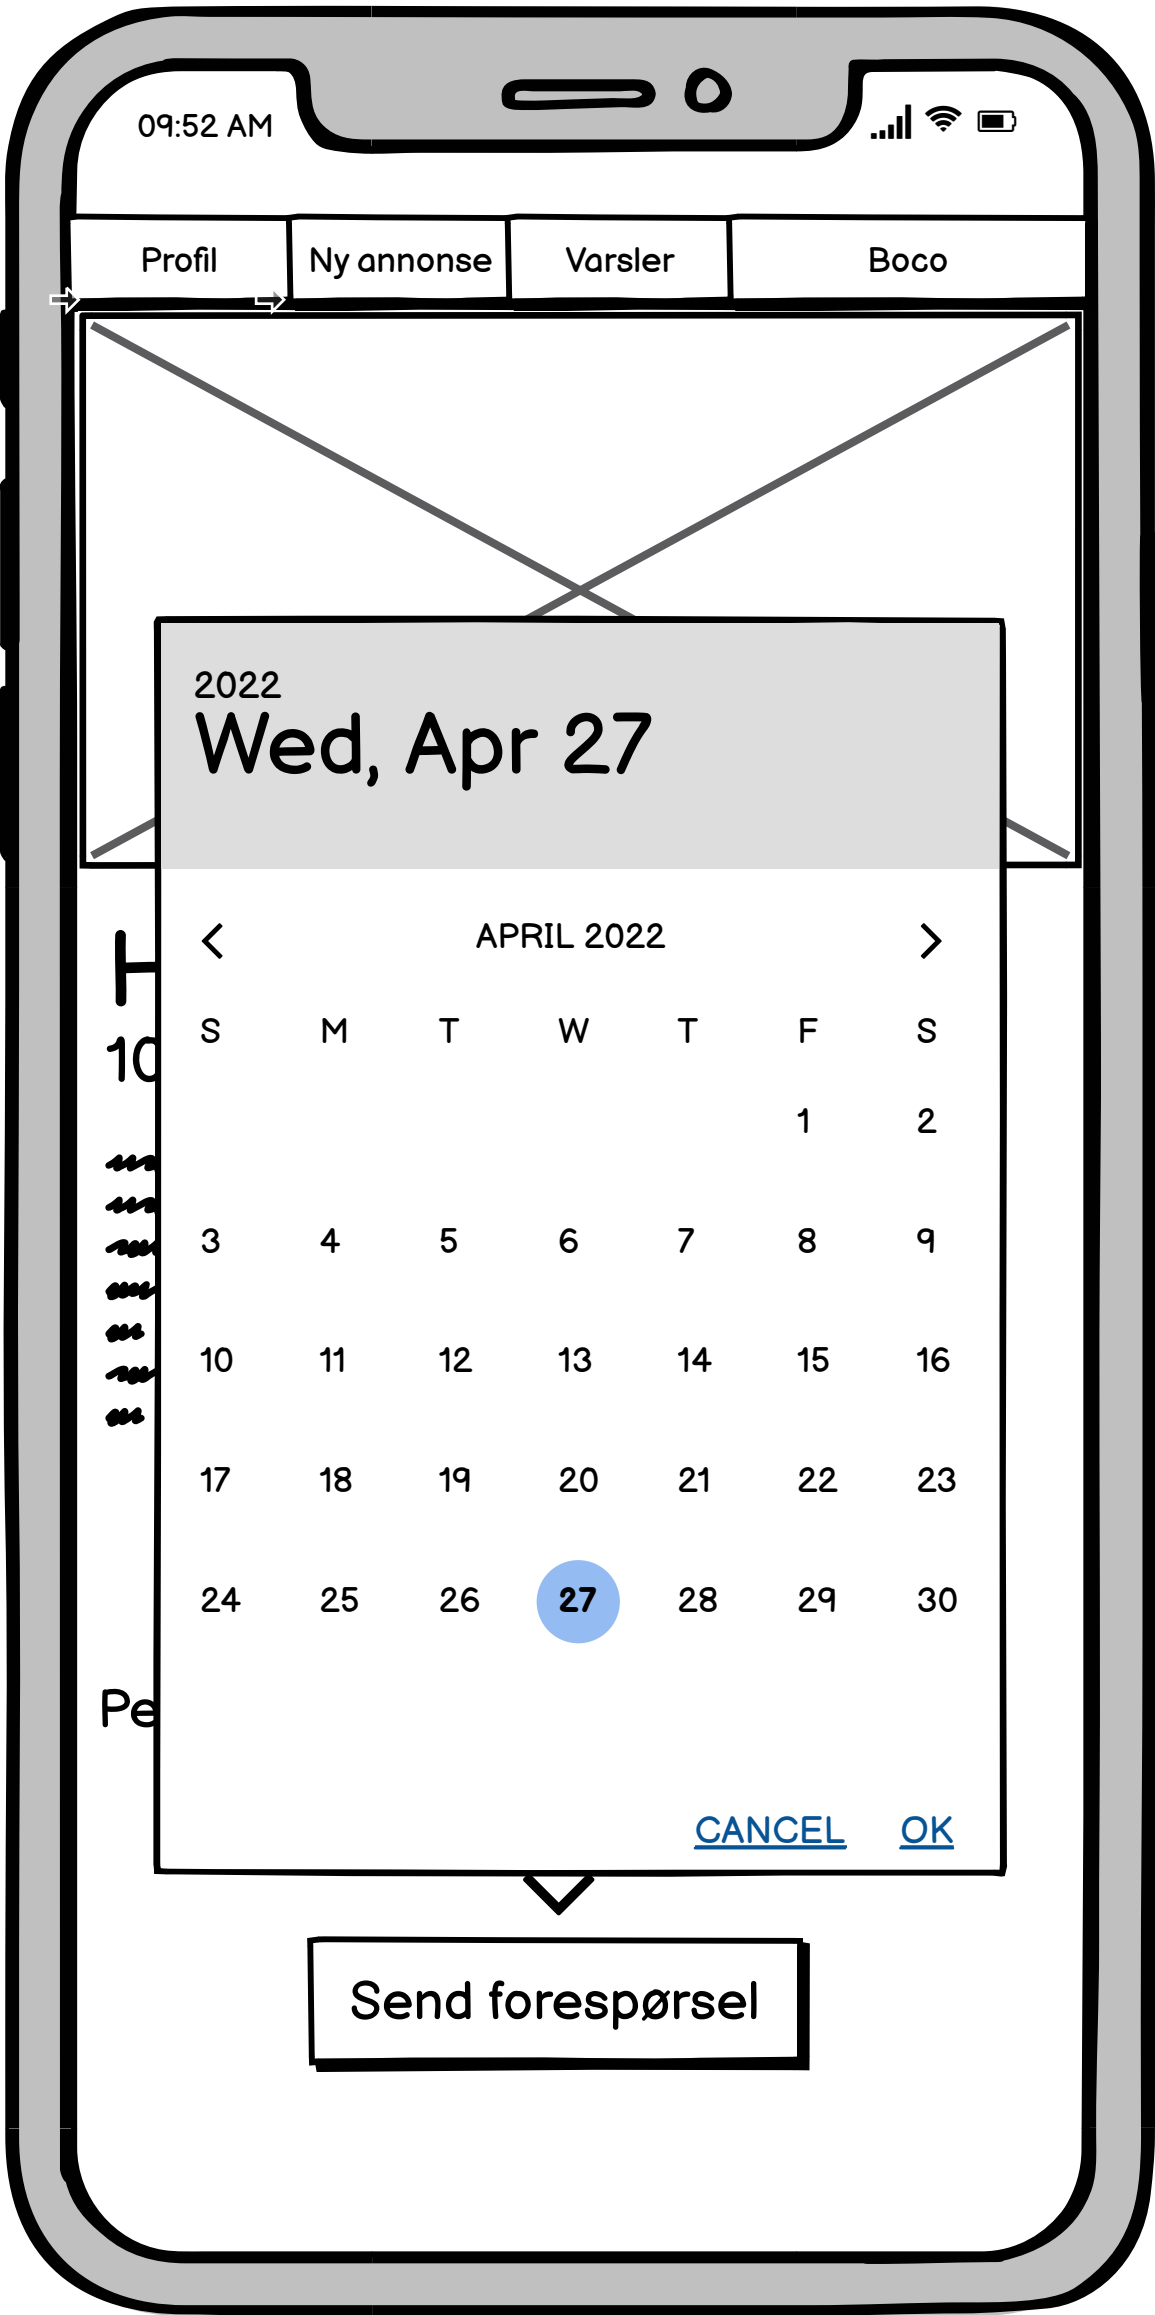 09:52 AM
Profil Ny annonse Varsler Boco
2022
Wed, Apr 27
APRIL 2022
S M T W T F S
1 2
3 4 5 6 7 8 9
10 11 12 13 14 15 16
17 18 19 20 21 22 23
24 25 26 27 28 29 30
CANCEL OK
Send forespørsel